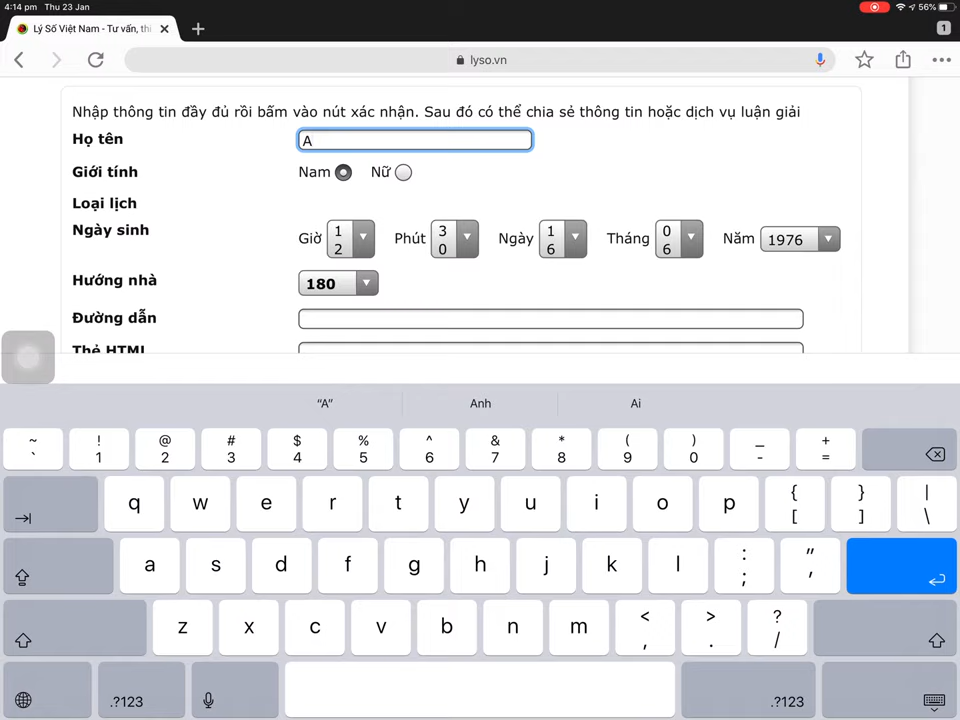 4:14 pm Thu 23 Jan 56%
Lý Số Việt Nam - Tư vấn, thi 1
lyso.vn
Nhập thông tin đầy đủ rồi bấm vào nút xác nhận. Sau đó có thể chia sẻ thông tin hoặc dịch vụ luận giải
Họ tên A
Giới tính Nam Nữ
Loại lịch
Ngày sinh Giờ 12 Phút 30 Ngày 16 Tháng 06 Năm 1976
Hướng nhà 180
Đường dẫn
Thẻ HTML
“A” Anh Ai
~ ! @ # $ % ^ & * ( ) _ +
` 1 2 3 4 5 6 7 8 9 0 - =
q w e r t y u i o p { [ } ] | \
a s d f g h j k l : ; " '
z x c v b n m < , > . ? /
.?123 .?123